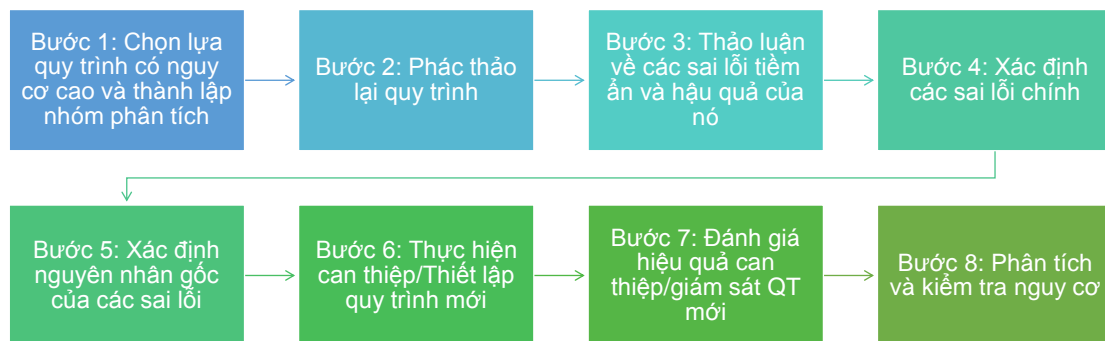 Bước 1: Chọn lựa
quy trình có nguy
cơ cao và thành lập
nhóm phân tích
Bước 2: Phác thảo
lại quy trình
Bước 3: Thảo luận
về các sai lỗi tiềm
ẩn và hậu quả của
nó
Bước 4: Xác định
các sai lỗi chính
Bước 5: Xác định
nguyên nhân gốc
của các sai lỗi
Bước 6: Thực hiện
can thiệp/Thiết lập
quy trình mới
Bước 7: Đánh giá
hiệu quả can
thiệp/giám sát QT
mới
Bước 8: Phân tích
và kiểm tra nguy cơ